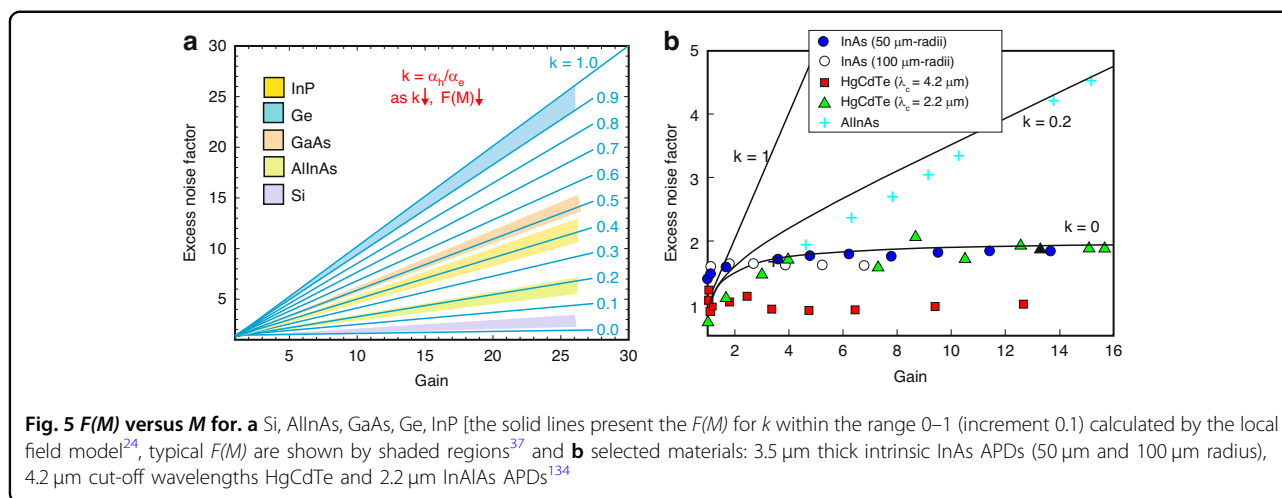 a
30
25
20
15
10
5
Excess noise factor
InP
Ge
GaAs
AlInAs
Si
k = αh/αe
as k↓, F(M)↓
k = 1.0
0.9
0.8
0.7
0.6
0.5
0.4
0.3
0.2
0.1
0.0
5
10
15
20
25
30
Gain
b
InAs (50 μm-radii)
InAs (100 μm-radii)
HgCdTe (λc = 4.2 μm)
HgCdTe (λc = 2.2 μm)
AlInAs
5
4
3
2
1
Excess noise factor
k = 1
k = 0.2
k = 0
2
4
6
8
10
12
14
16
Gain
Fig. 5 F(M) versus M for. a Si, AlInAs, GaAs, Ge, InP [the solid lines present the F(M) for k within the range 0–1 (increment 0.1) calculated by the local
field model24, typical F(M) are shown by shaded regions37 and b selected materials: 3.5 μm thick intrinsic InAs APDs (50 μm and 100 μm radius),
4.2 μm cut-off wavelengths HgCdTe and 2.2 μm InAlAs APDs134